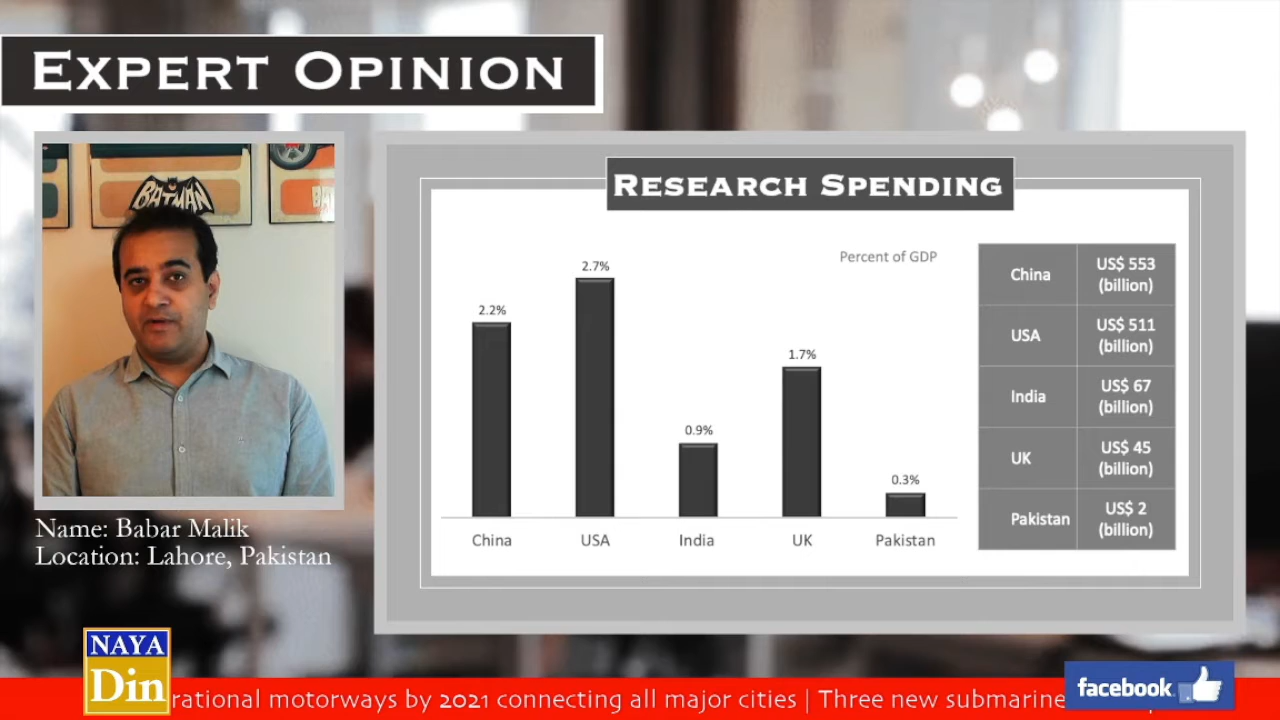 EXPERT OPINION
BATMAN
RESEARCH SPENDING
Percent of GDP
2.2%
2.7%
0.9%
1.7%
0.3%
China
USA
India
UK
Pakistan
China US$ 553 (billion)
USA US$ 511 (billion)
India US$ 67 (billion)
UK US$ 45 (billion)
Pakistan US$ 2 (billion)
Name: Babar Malik
Location: Lahore, Pakistan
NAYA
Din
rational motorways by 2021 connecting all major cities | Three new submarine
facebook